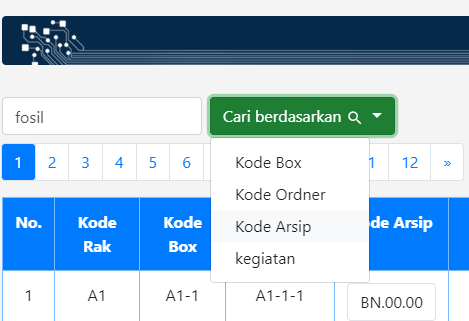 fosil
Cari berdasarkan
1 2 3 4 5 6 1 12 »
Kode Box
Kode Ordner
Kode Arsip
kegiatan
No. Kode Rak Kode Box ode Arsip
1 A1 A1-1 A1-1-1 BN.00.00